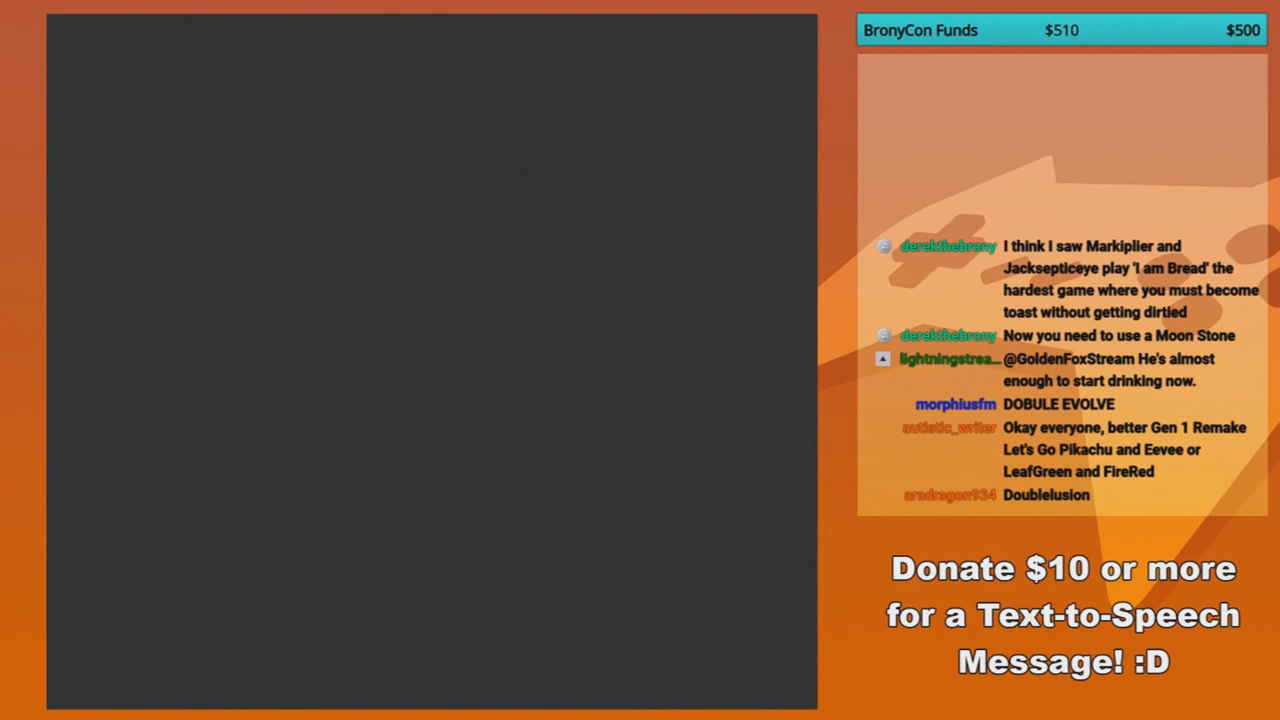 BronyCon Funds $510 $500
derekthebrony I think I saw Markiplier and
Jacksepticeye play 'I am Bread' the
hardest game where you must become
toast without getting dirtied
derekthebrony Now you need to use a Moon Stone
lightningstrea... @GoldenFoxStream He's almost
enough to start drinking now.
morphiusfm DOBULE EVOLVE
autistic_writer Okay everyone, better Gen 1 Remake
Let's Go Pikachu and Eevee or
LeafGreen and FireRed
aradragon934 Doublelusion
Donate $10 or more
for a Text-to-Speech
Message! :D